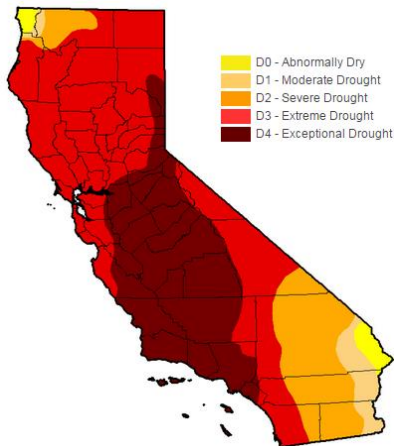 D0 - Abnormally Dry
D1 - Moderate Drought
D2 - Severe Drought
D3 - Extreme Drought
D4 - Exceptional Drought